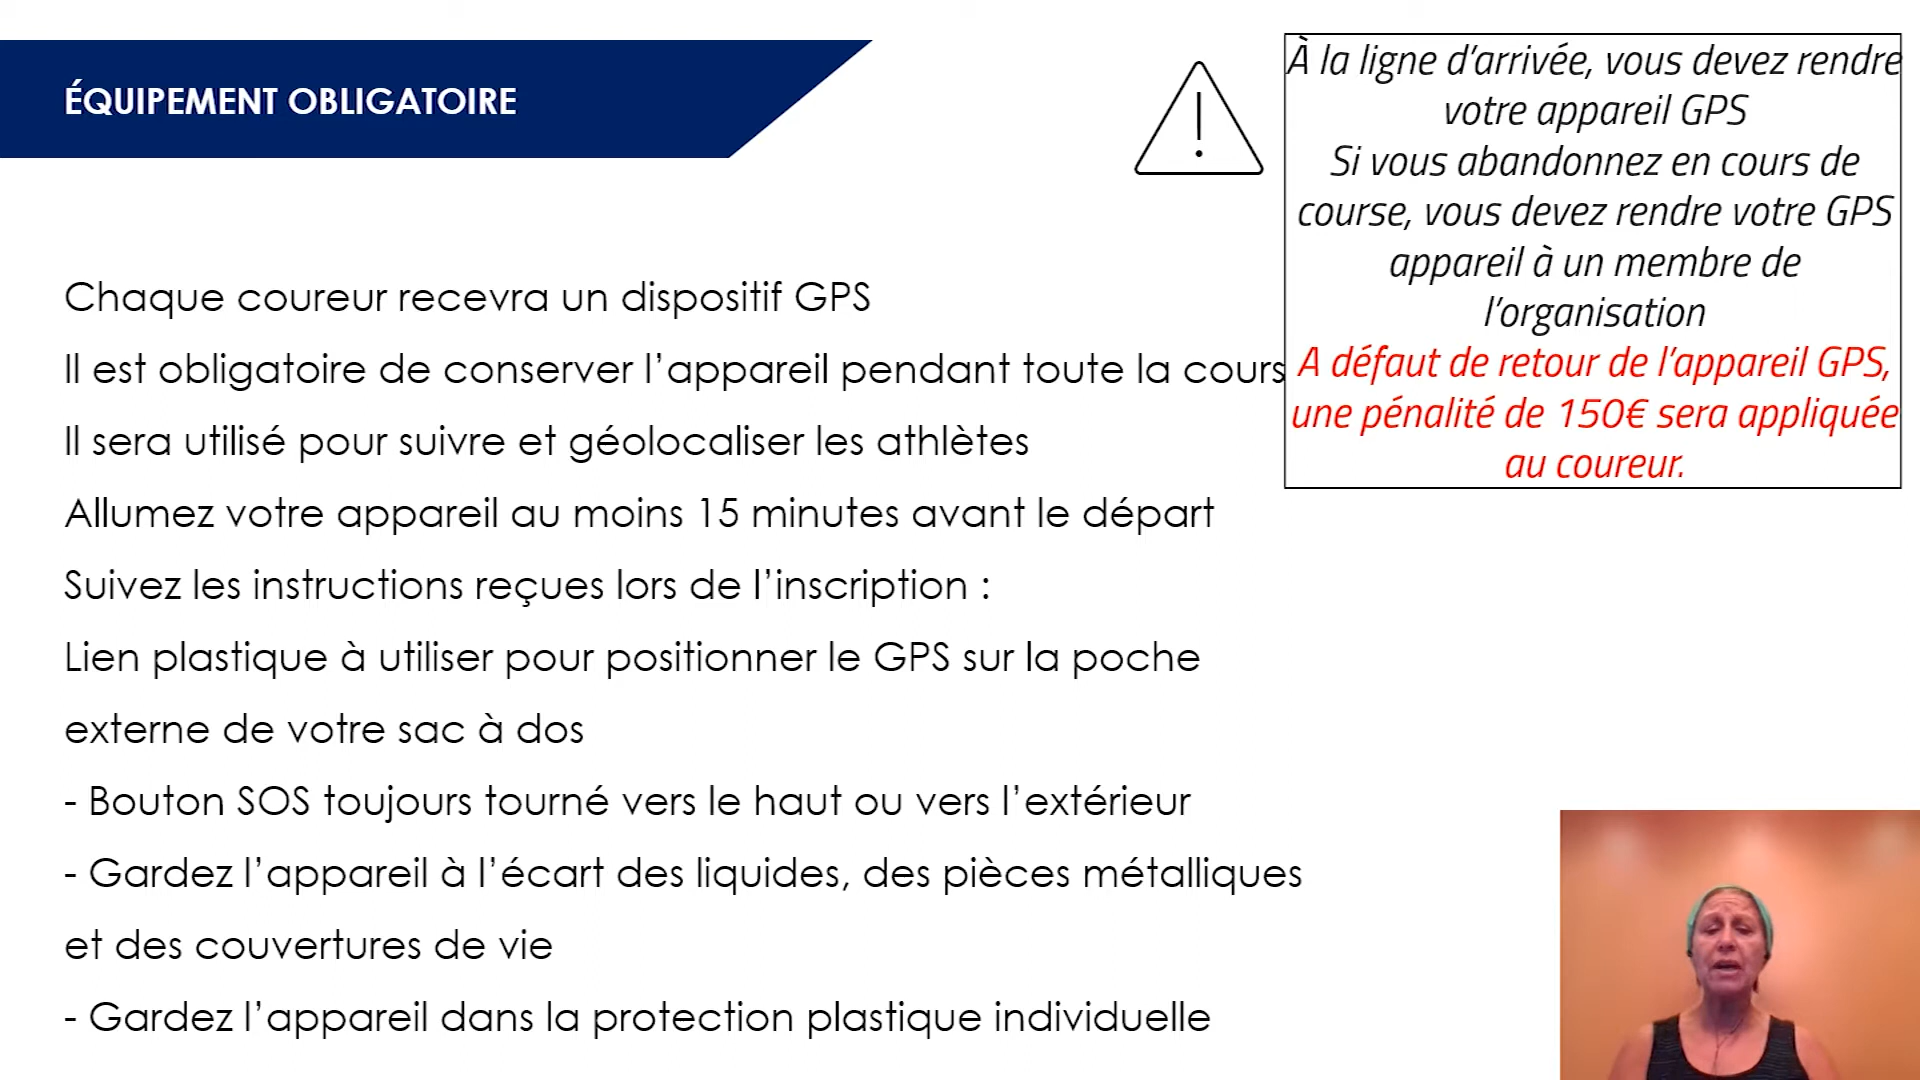 ÉQUIPEMENT OBLIGATOIRE
À la ligne d’arrivée, vous devez rendre
votre appareil GPS
Si vous abandonnez en cours de
course, vous devez rendre votre GPS
appareil à un membre de
l’organisation
A défaut de retour de l’appareil GPS,
une pénalité de 150€ sera appliquée
au coureur.
Chaque coureur recevra un dispositif GPS
Il est obligatoire de conserver l’appareil pendant toute la cours
Il sera utilisé pour suivre et géolocaliser les athlètes
Allumez votre appareil au moins 15 minutes avant le départ
Suivez les instructions reçues lors de l’inscription :
Lien plastique à utiliser pour positionner le GPS sur la poche
externe de votre sac à dos
- Bouton SOS toujours tourné vers le haut ou vers l’extérieur
- Gardez l’appareil à l’écart des liquides, des pièces métalliques
et des couvertures de vie
- Gardez l’appareil dans la protection plastique individuelle